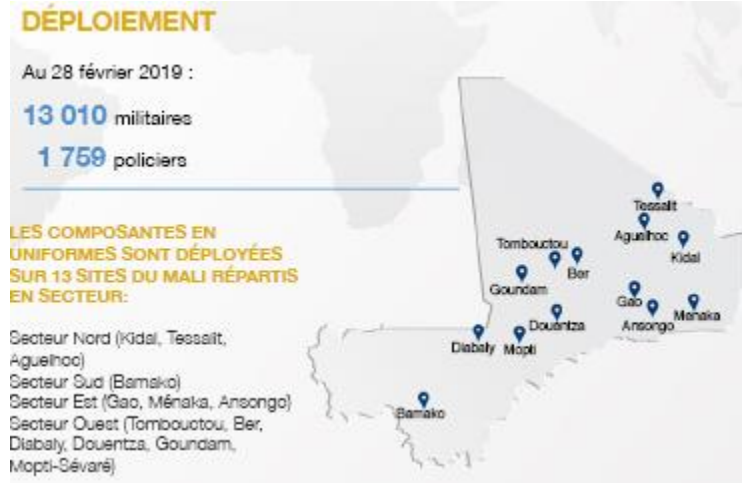 DÉPLOIEMENT
Au 28 février 2019 :
13 010 militaires
1 759 policiers
LES COMPOSANTES EN
UNIFORMES SONT DÉPLOYÉES
SUR 13 SITES DU MALI RÉPARTIS
EN SECTEUR:
Secteur Nord (Kidal, Tessalit,
Aguelhoc)
Secteur Sud (Bamako)
Secteur Est (Gao, Ménaka, Ansongo)
Secteur Ouest (Tombouctou, Ber,
Diabaly, Douentza, Goundam,
Mopti-Sévaré)
Tessalit
Aguelhoc
Kidal
Tombouctou
Ber
Goundam
Gao
Ansongo
Menaka
Douentza
Diabaly
Mopti
Bamako